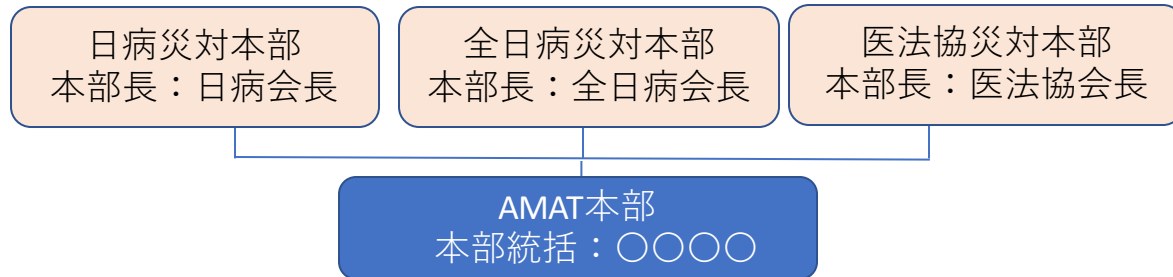 日病災対本部
本部長：日病会長
全日病災対本部
本部長：全日病会長
医法協災対本部
本部長：医法協会長
AMAT本部
本部統括：〇〇〇〇